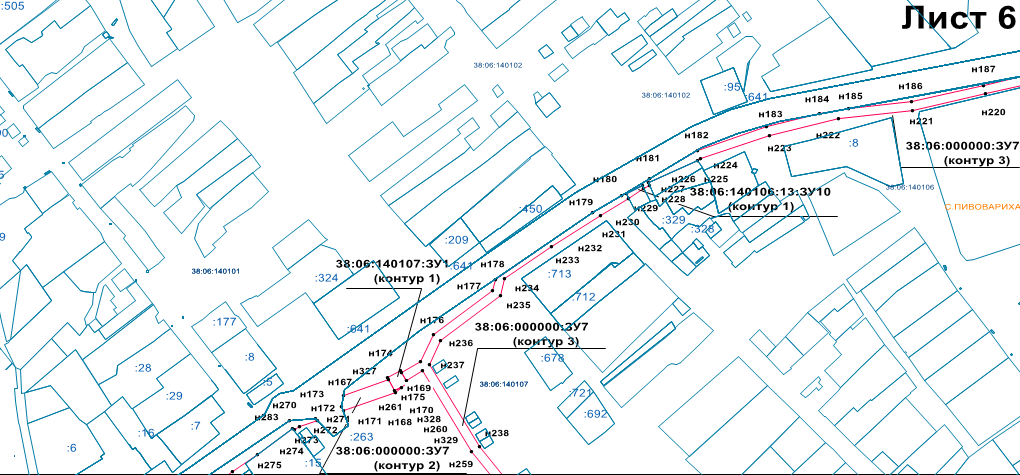 Лист 6
:505
38:06:140102
н187
:95
38:06:140102
:641
н186
н185
н184
н220
н183
н221
н182
н222
н223
:8
38:06:000000:ЗУ7
(контур 3)
н181
н224
н180
н226
н225
38:06:140106
н227
38:06:140106:13:ЗУ10
н228
(контур 1)
н179
:450
н229
С.ПИВОВАРИХА
н230
:329
:328
н231
:209
н232
н233
38:06:140107:ЗУ1
:641
н178
38:06:140101
:713
:324
(контур 1)
н177
н234
:712
н235
:177
н176
:641
38:06:000000:ЗУ7
(контур 3)
н236
н174
:8
:678
н237
:28
н327
н167
:5
38:06:140107
н169
:29
н173
н175
:721
н270
н172
н261
н170
:692
н283
н271
н171
н168
н328
:7
н272
н260
:16
:263
н238
н273
н329
:6
н274
38:06:000000:ЗУ7
:15
(контур 2)
н259
н275